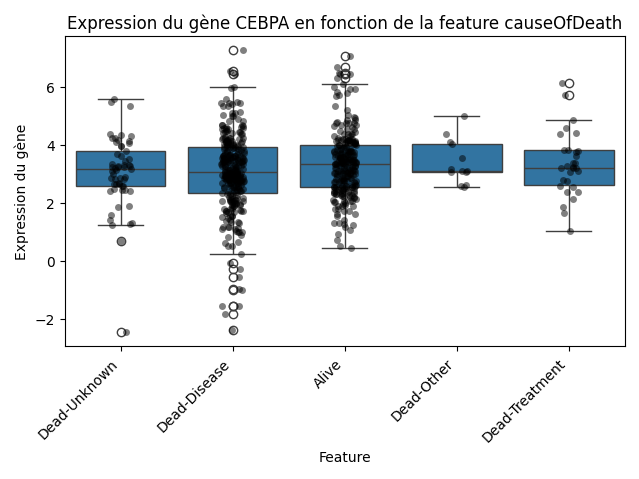 Expression du gène CEBPA en fonction de la feature causeOfDeath
Expression du gène
6
4
2
0
−2
Dead-Unknown
Dead-Disease
Alive
Dead-Other
Dead-Treatment
Feature